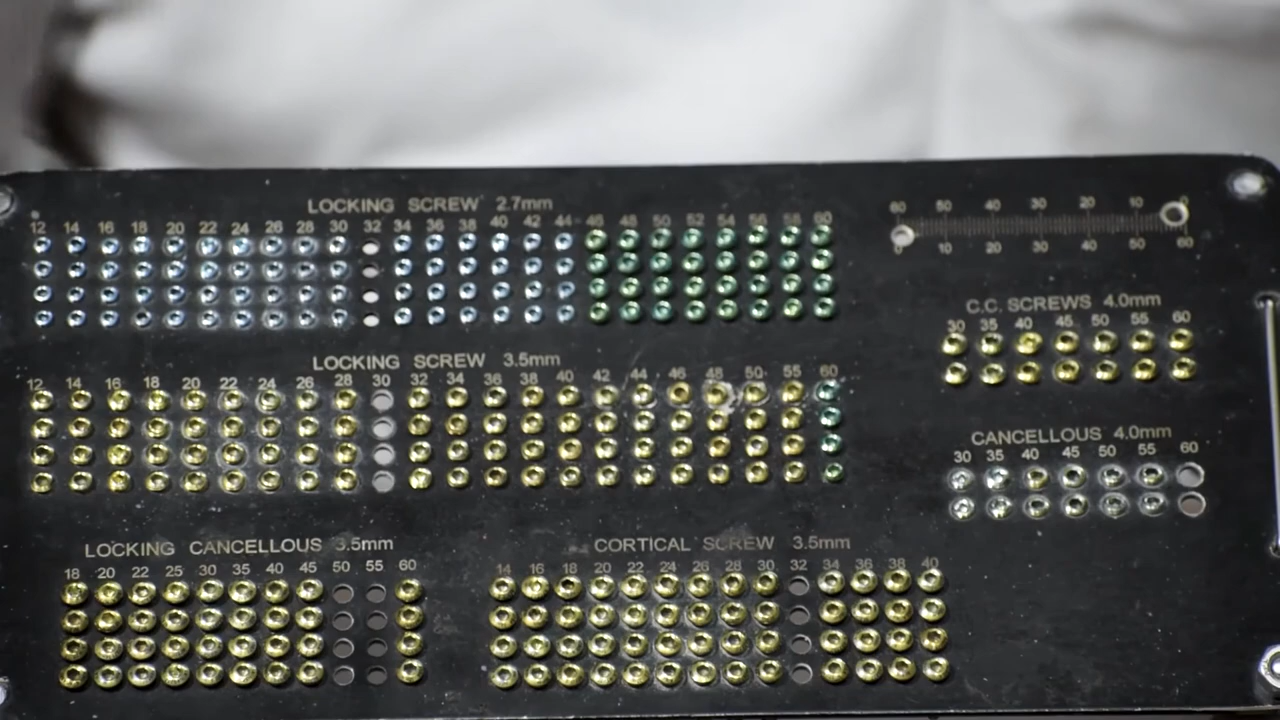 LOCKING SCREW 2.7mm
12 14 16 18 20 22 24 26 28 30 32 34 36 38 40 42 44 46 48 50 52 54 56 58 60
60 50 40 30 20 10 0
0 10 20 30 40 50 60
C.C. SCREWS 4.0mm
30 35 40 45 50 55 60
LOCKING SCREW 3.5mm
12 14 16 18 20 22 24 26 28 30 32 34 36 38 40 42 44 46 48 50 55 60
CANCELLOUS 4.0mm
30 35 40 45 50 55 60
LOCKING CANCELLOUS 3.5mm
18 20 22 25 30 35 40 45 50 55 60
CORTICAL SCREW 3.5mm
14 16 18 20 22 24 26 28 30 32 34 36 38 40